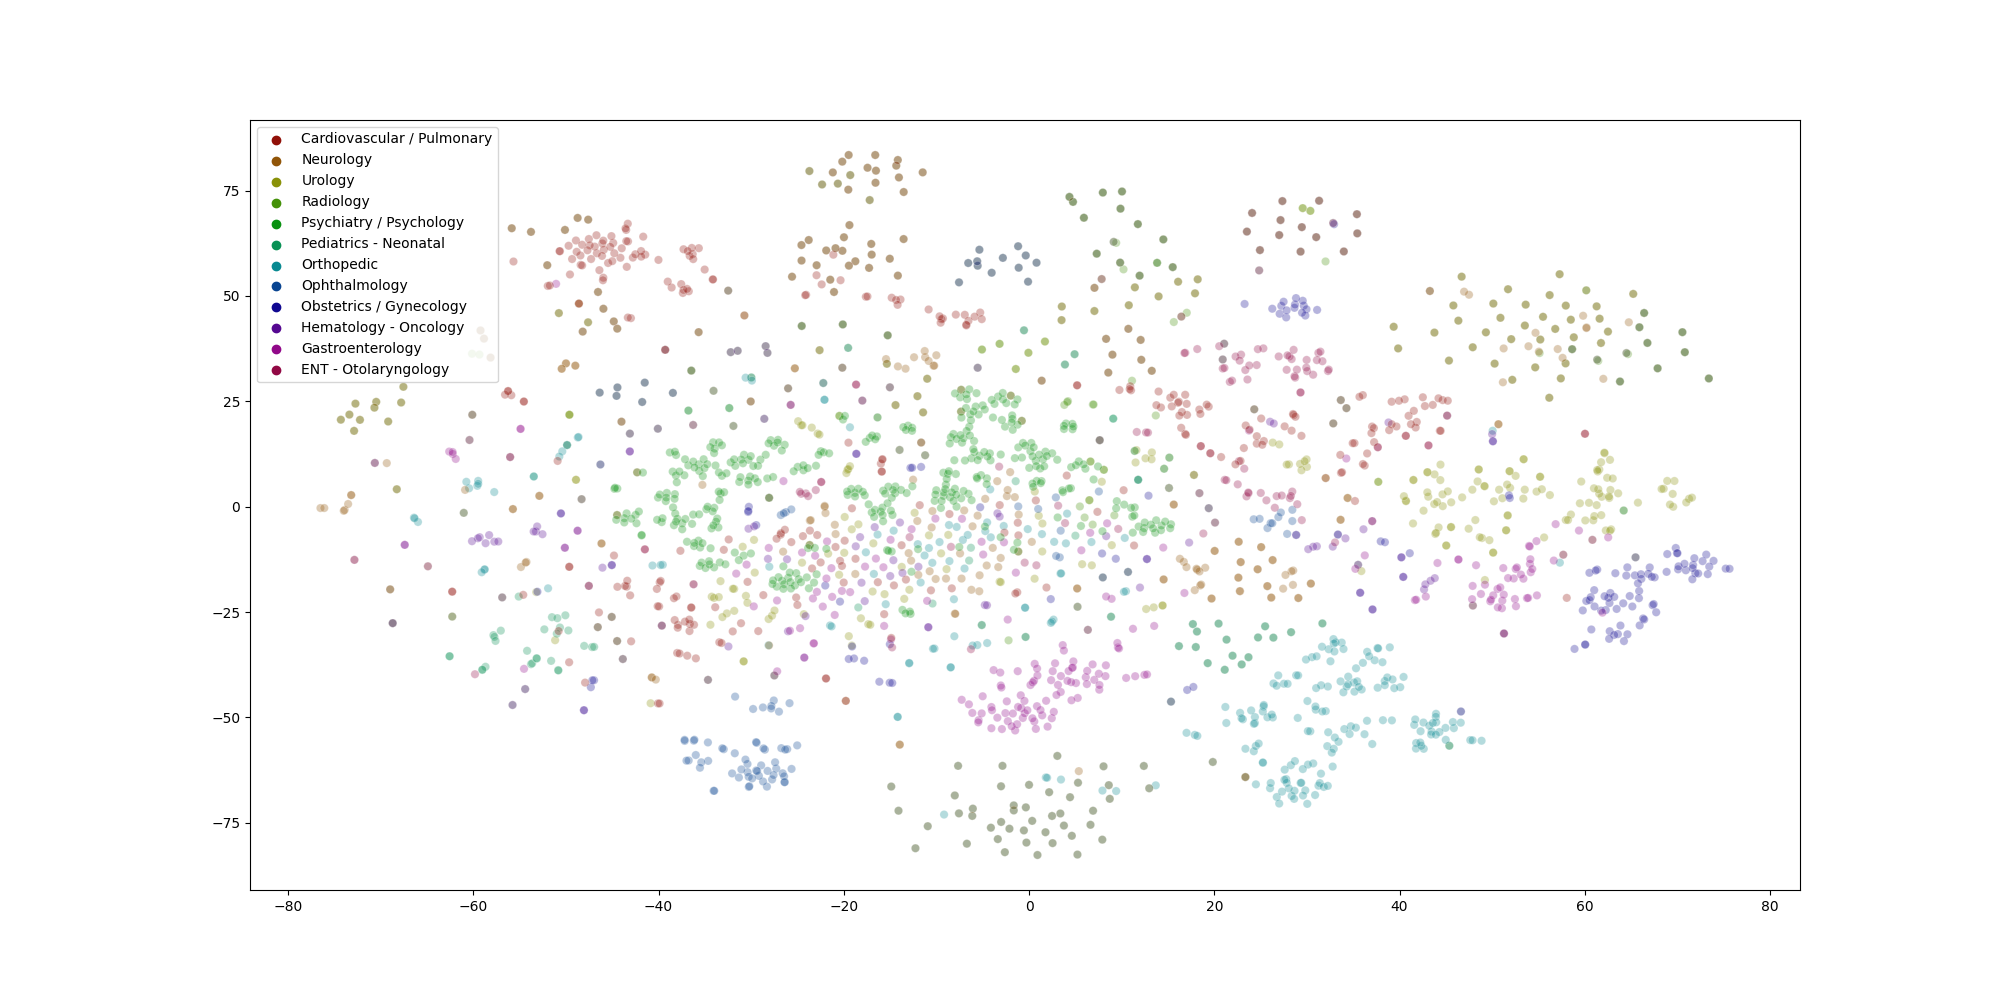 Cardiovascular / Pulmonary
Neurology
Urology
Radiology
Psychiatry / Psychology
Pediatrics - Neonatal
Orthopedic
Ophthalmology
Obstetrics / Gynecology
Hematology - Oncology
Gastroenterology
ENT - Otolaryngology
75
50
25
0
−25
−50
−75
−80 −60 −40 −20 0 20 40 60 80